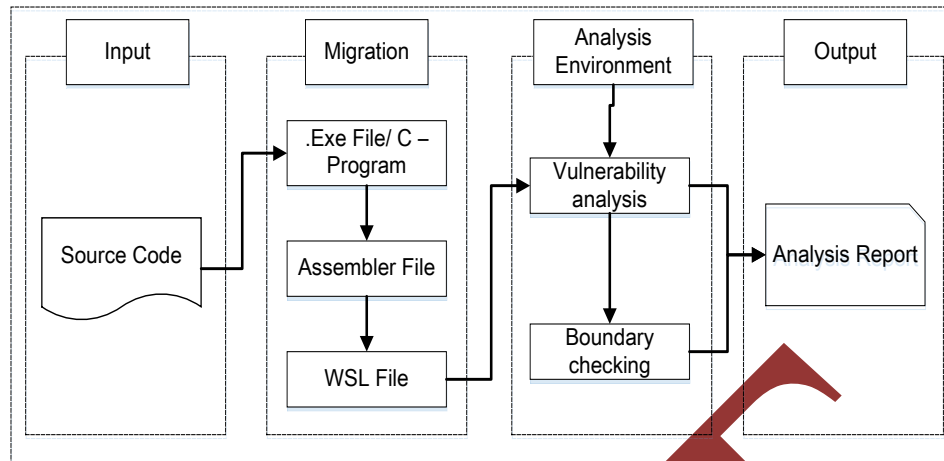 Input
Migration
Analysis
Environment
Output
.Exe File/ C –
Program
Vulnerability
analysis
Source Code
Assembler File
Analysis Report
WSL File
Boundary
checking